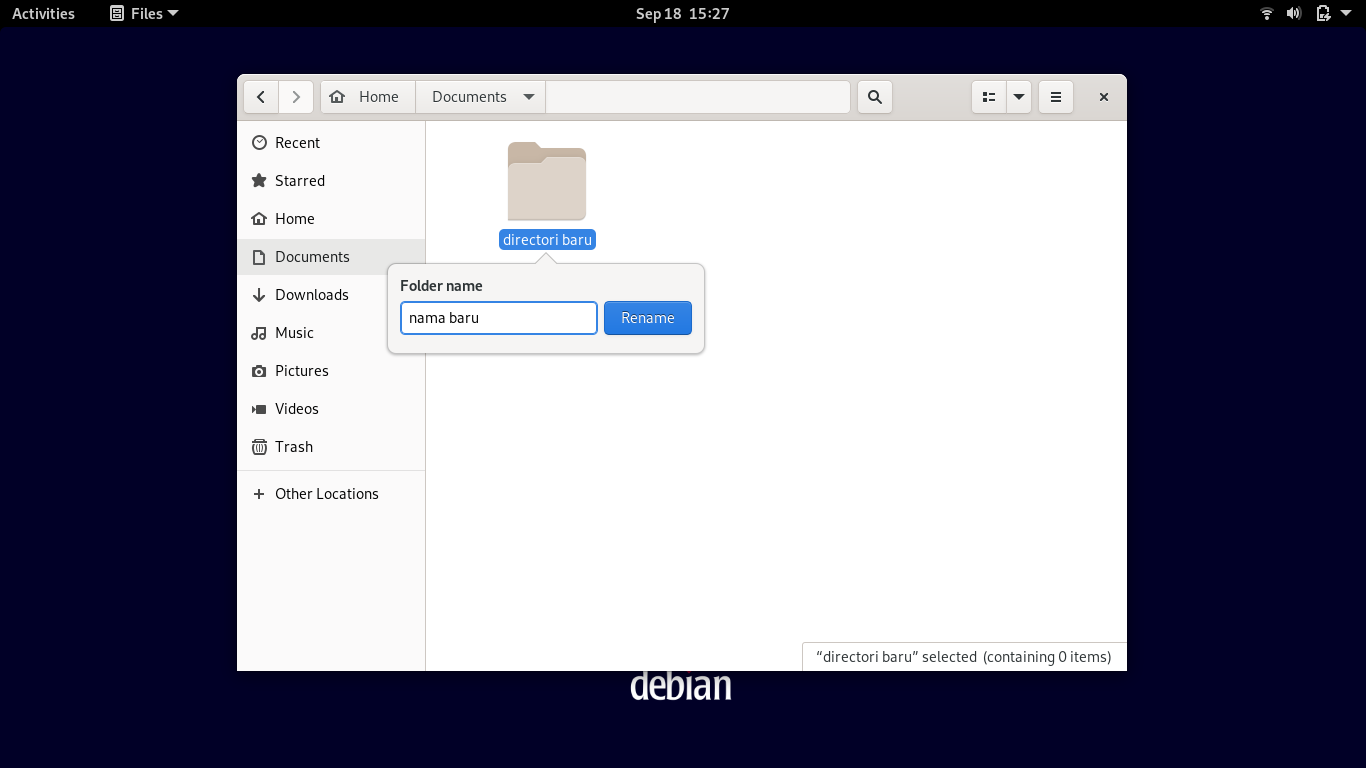 Activities Files Sep 18 15:27
Home Documents
Recent
Starred
Home
Documents
Downloads
Music
Pictures
Videos
Trash
Other Locations
directori baru
Folder name
nama baru Rename
“directori baru” selected (containing 0 items)
debian